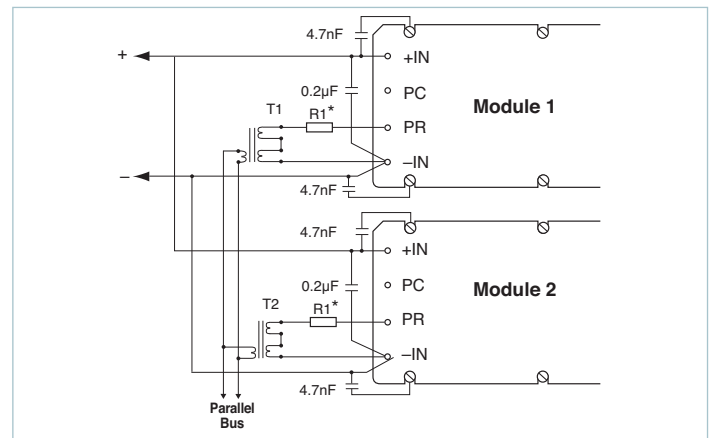 4.7nF
+
+IN
0.2µF
PC
Module 1
T1
R1*
PR
–IN
–
4.7nF
4.7nF
+IN
0.2µF
PC
Module 2
T2
R1*
PR
–IN
4.7nF
Parallel
Bus